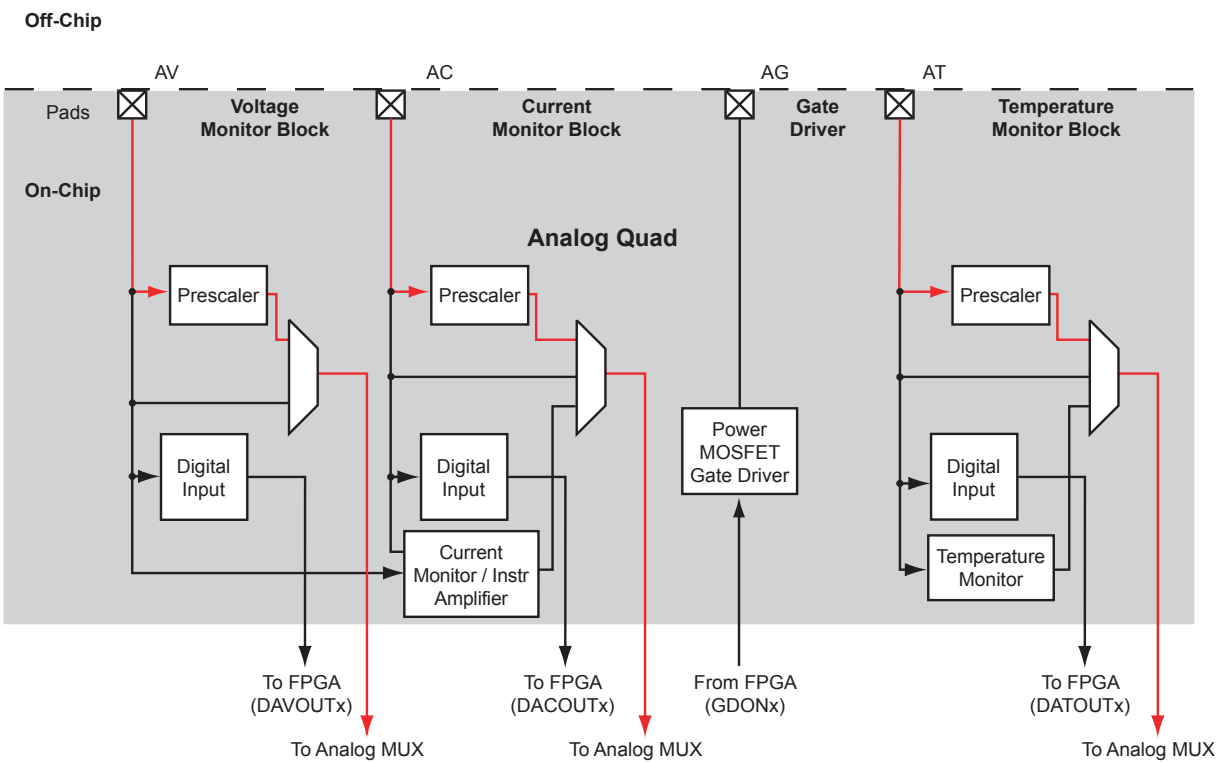 Off-Chip
AV
AC
AG
AT
Pads
Voltage
Monitor Block
Current
Monitor Block
Gate
Driver
Temperature
Monitor Block
On-Chip
Analog Quad
Prescaler
Prescaler
Prescaler
Digital
Input
Digital
Input
Power
MOSFET
Gate Driver
Digital
Input
Current
Monitor / Instr
Amplifier
Temperature
Monitor
To FPGA
(DAVOUTx)
To FPGA
(DACOUTx)
From FPGA
(GDONx)
To FPGA
(DATOUTx)
To Analog MUX
To Analog MUX
To Analog MUX